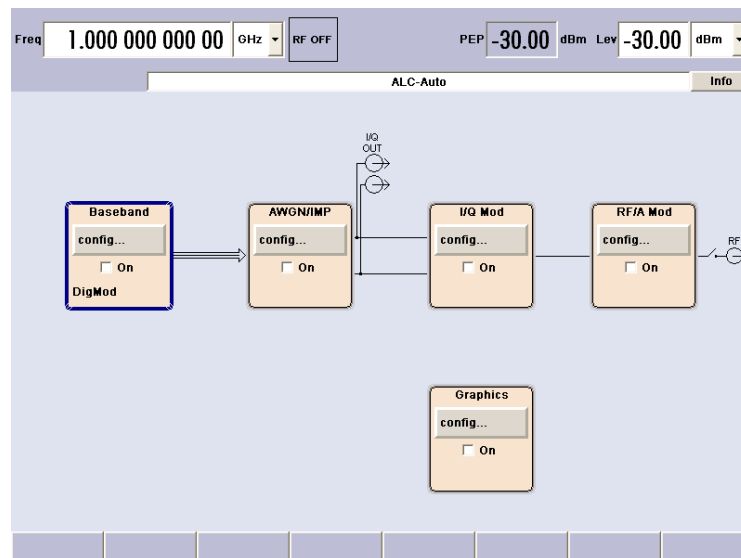 Freq 1.000 000 000 00 GHz RF OFF PEP -30.00 dBm Lev -30.00 dBm
ALC-Auto Info
I/Q
OUT
Baseband AWGN/IMP I/Q Mod RF/A Mod
config... config... config... config... RF
On On On On
DigMod
Graphics
config...
On